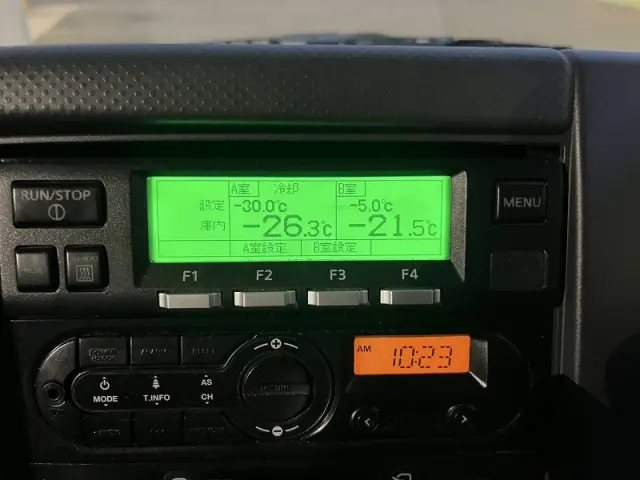 A室 冷却 B室
RUN/STOP
設定 -30.0℃ -5.0℃
MENU
庫内 -26.3℃ -21.5℃
A室設定 B室設定
F1 F2 F3 F4
AM 10:23
AS
MODE T.INFO CH